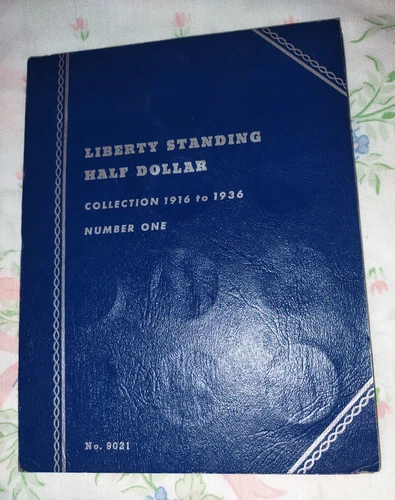 LIBERTY STANDING
HALF DOLLAR
COLLECTION 1916 to 1936
NUMBER ONE
No. 9021